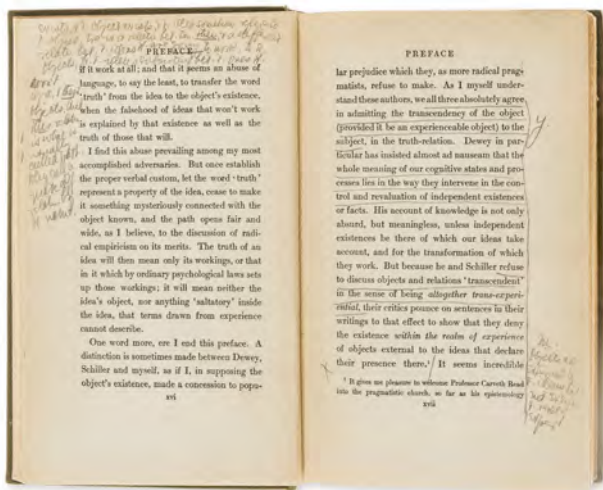 PREFACE
if it work at all; and that it seems an abuse of
language, to say the least, to transfer the word
'truth' from the idea to the object's existence,
when the falsehood of ideas that won't work
is explained by that existence as well as the
truth of those that will.
I find this abuse prevailing among my most
accomplished adversaries. But once establish
the proper verbal custom, let the word 'truth'
represent a property of the idea, cease to make
it something mysteriously connected with the
object known, and the path opens fair and
wide, as I believe, to the discussion of radi-
cal empiricism on its merits. The truth of an
idea will then mean only its workings, or that
in it which by ordinary psychological laws sets
up those workings; it will mean neither the
idea's object, nor anything 'saltatory' inside
the idea, that terms drawn from experience
cannot describe.
One word more, ere I end this preface. A
distinction is sometimes made between Dewey,
Schiller and myself, as if I, in supposing the
object's existence, made a concession to popu-
xvi
PREFACE
lar prejudice which they, as more radical prag-
matists, refuse to make. As I myself under-
stand these authors, we all three absolutely agree
in admitting the transcendency of the object
(provided it be an experienceable object) to the
subject, in the truth-relation. Dewey in par-
ticular has insisted almost ad nauseam that the
whole meaning of our cognitive states and pro-
cesses lies in the way they intervene in the con-
trol and revaluation of independent existences
or facts. His account of knowledge is not only
absurd, but meaningless, unless independent
existences be there of which our ideas take
account, and for the transformation of which
they work. But because he and Schiller refuse
to discuss objects and relations 'transcendent'
in the sense of being altogether trans-experi-
ential, their critics pounce on sentences in their
writings to that effect to show that they deny
the existence within the realm of experience
of objects external to the ideas that declare
their presence there.¹ It seems incredible
¹ It gives me pleasure to welcome Professor Carveth Read
into the pragmatistic church, so far as his epistemology
xvii